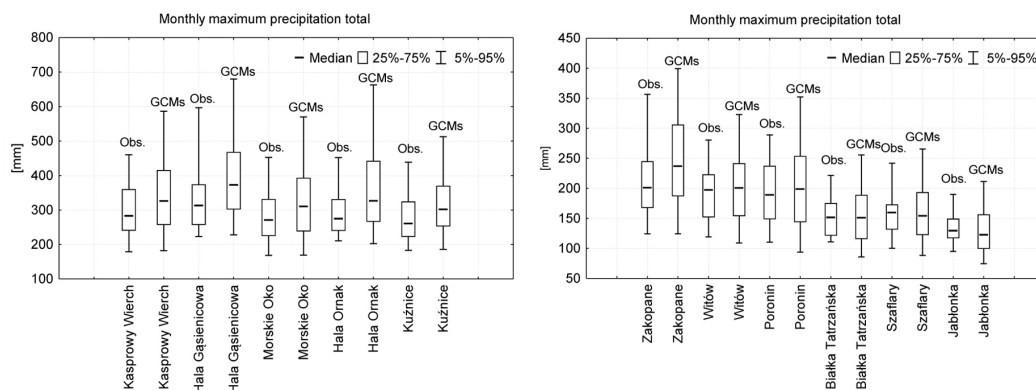 Monthly maximum precipitation total
800
700
600
500
400
300
200
100
[mm]
Median 25%-75% 5%-95%
Obs.
GCMs
Obs.
GCMs
Obs.
GCMs
Obs.
GCMs
Obs.
GCMs
Kasprowy Wierch
Kasprowy Wierch
Hala Gąsienicowa
Hala Gąsienicowa
Morskie Oko
Morskie Oko
Hala Ornak
Hala Ornak
Kuźnice
Kuźnice
Monthly maximum precipitation total
450
400
350
300
250
200
150
100
50
[mm]
Median 25%-75% 5%-95%
Obs.
GCMs
Obs.
GCMs
Obs.
GCMs
Obs.
GCMs
Obs.
GCMs
Obs.
GCMs
Zakopane
Zakopane
Witów
Witów
Poronin
Poronin
Białka Tatrzańska
Białka Tatrzańska
Szaflary
Szaflary
Jabłonka
Jabłonka